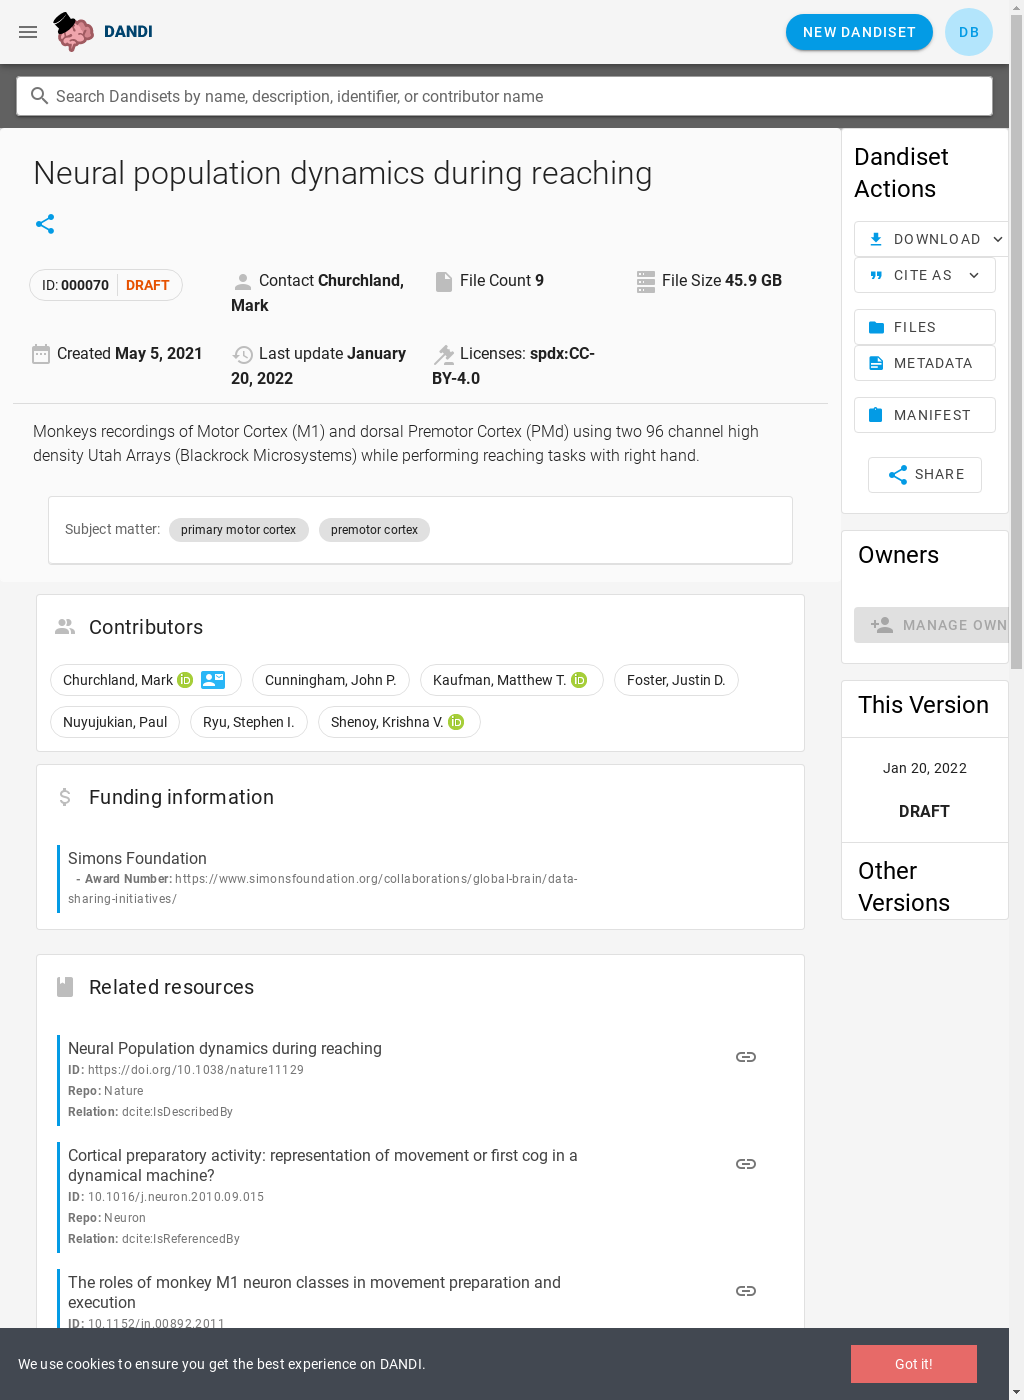 DANDI
NEW DANDISET
DB
Search Dandisets by name, description, identifier, or contributor name
Neural population dynamics during reaching
ID: 000070 DRAFT
Contact Churchland, Mark
File Count 9
File Size 45.9 GB
Created May 5, 2021
Last update January 20, 2022
Licenses: spdx:CC-BY-4.0
Monkeys recordings of Motor Cortex (M1) and dorsal Premotor Cortex (PMd) using two 96 channel high
density Utah Arrays (Blackrock Microsystems) while performing reaching tasks with right hand.
Subject matter: primary motor cortex premotor cortex
Contributors
Churchland, Mark iD Cunningham, John P. Kaufman, Matthew T. iD Foster, Justin D.
Nuyujukian, Paul Ryu, Stephen I. Shenoy, Krishna V. iD
Funding information
Simons Foundation
- Award Number: https://www.simonsfoundation.org/collaborations/global-brain/data-
sharing-initiatives/
Related resources
Neural Population dynamics during reaching
ID: https://doi.org/10.1038/nature11129
Repo: Nature
Relation: dcite:IsDescribedBy
Cortical preparatory activity: representation of movement or first cog in a
dynamical machine?
ID: 10.1016/j.neuron.2010.09.015
Repo: Neuron
Relation: dcite:IsReferencedBy
The roles of monkey M1 neuron classes in movement preparation and
execution
ID: 10.1152/jn.00892.2011
Dandiset
Actions
DOWNLOAD
CITE AS
FILES
METADATA
MANIFEST
SHARE
Owners
MANAGE OWN
This Version
Jan 20, 2022
DRAFT
Other
Versions
We use cookies to ensure you get the best experience on DANDI.
Got it!